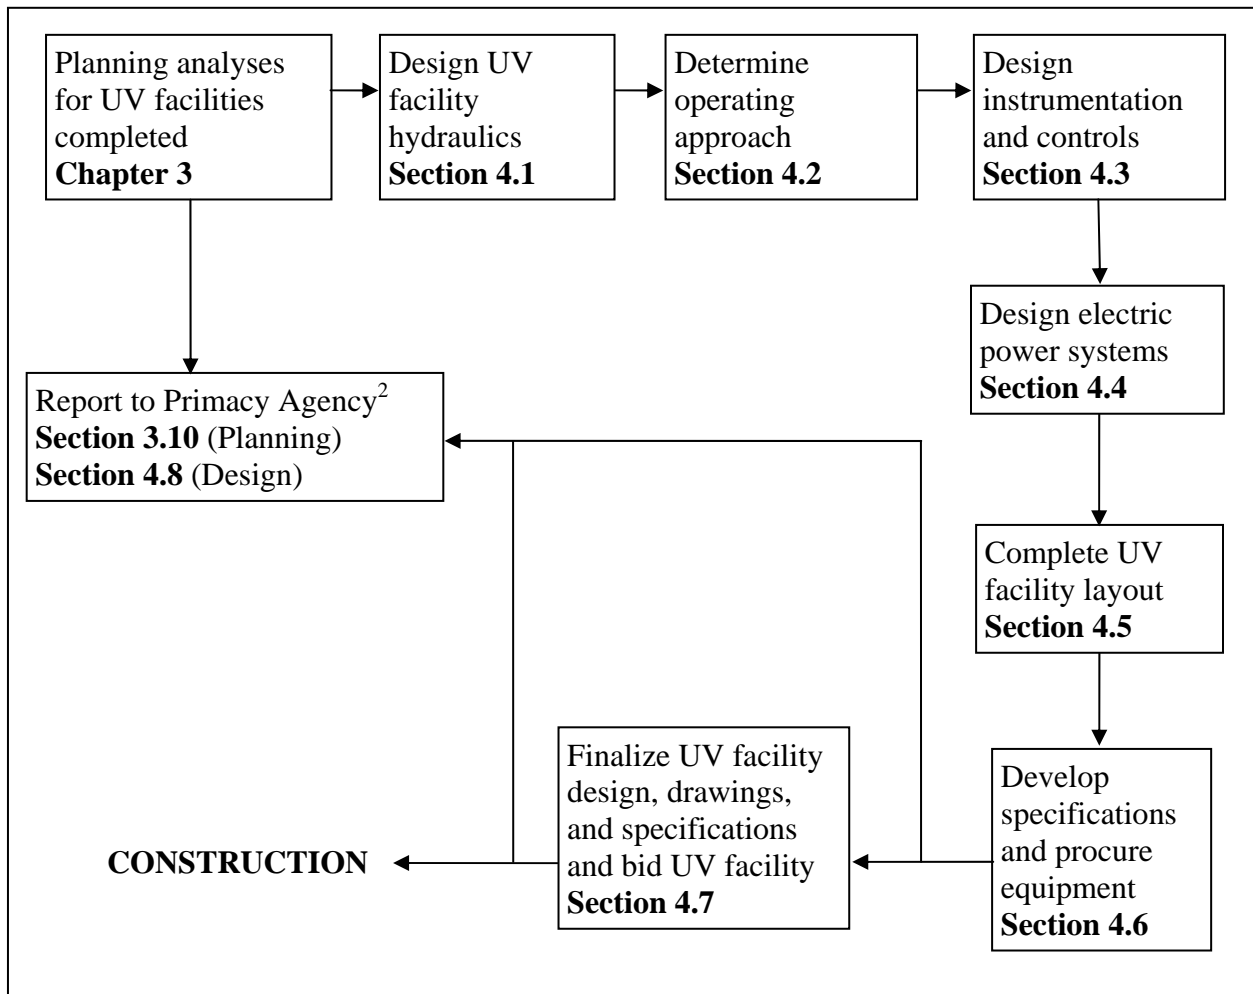 Planning analyses
for UV facilities
completed
Chapter 3
Design UV
facility
hydraulics
Section 4.1
Determine
operating
approach
Section 4.2
Design
instrumentation
and controls
Section 4.3
Design electric
power systems
Section 4.4
Report to Primacy Agency²
Section 3.10 (Planning)
Section 4.8 (Design)
Complete UV
facility layout
Section 4.5
Develop
specifications
and procure
equipment
Section 4.6
Finalize UV facility
design, drawings,
and specifications
and bid UV facility
Section 4.7
CONSTRUCTION